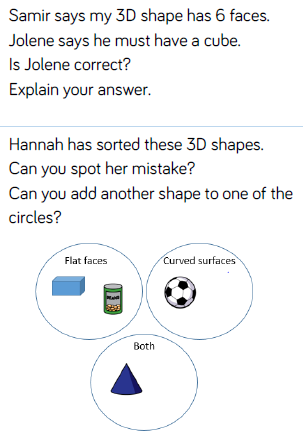 Samir says my 3D shape has 6 faces.
Jolene says he must have a cube.
Is Jolene correct?
Explain your answer.
Hannah has sorted these 3D shapes.
Can you spot her mistake?
Can you add another shape to one of the
circles?
Flat faces
Curved surfaces
BEANS
Both